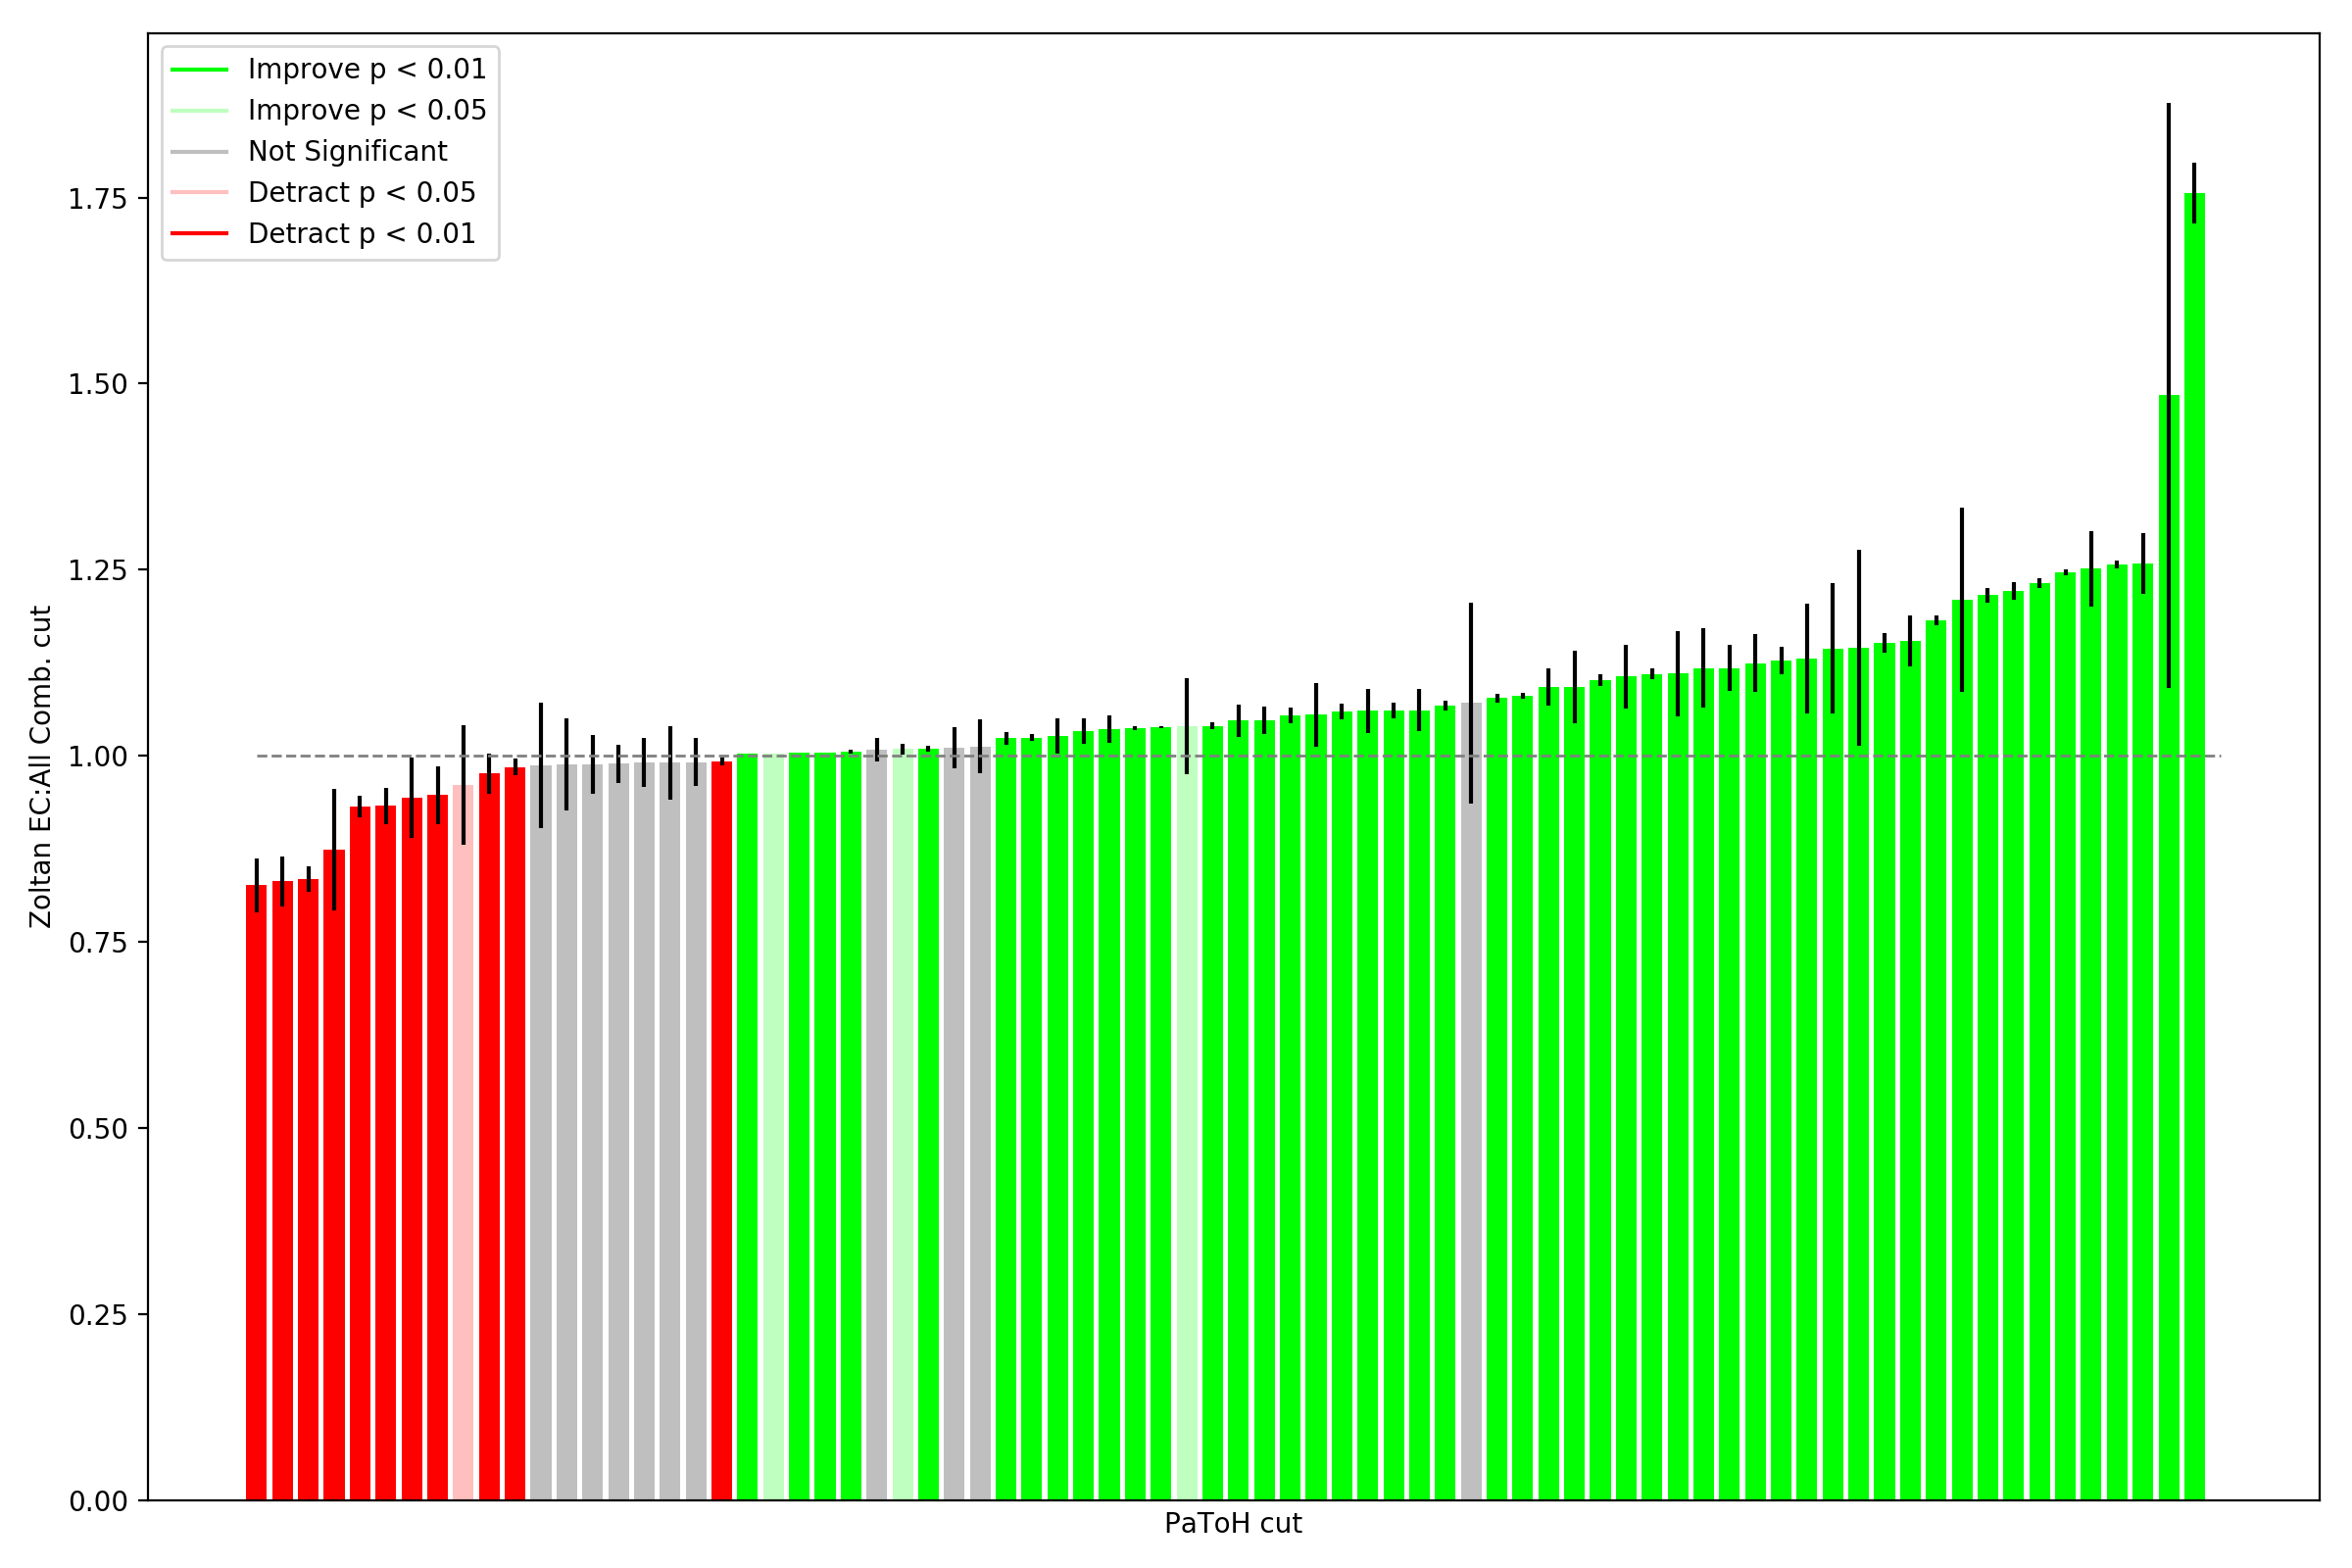 Improve p < 0.01
Improve p < 0.05
Not Significant
Detract p < 0.05
Detract p < 0.01
1.75
1.50
1.25
1.00
0.75
0.50
0.25
0.00
Zoltan EC:All Comb. cut
PaToH cut